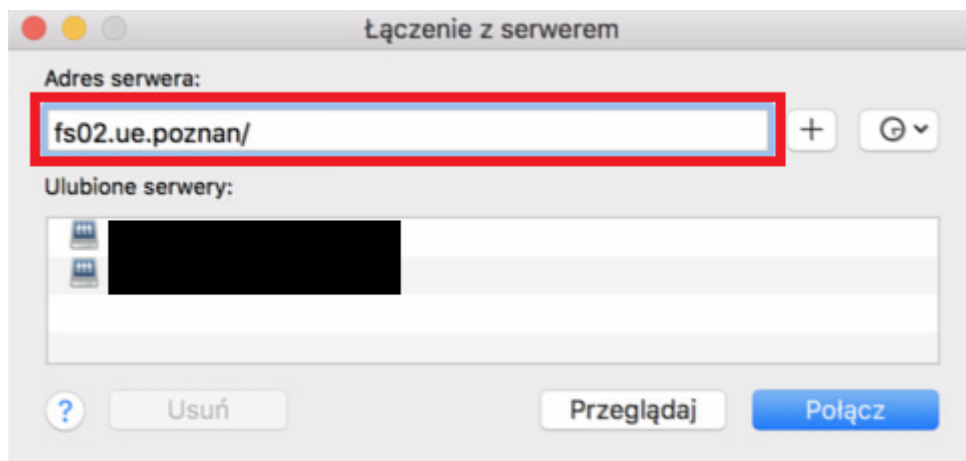 Łączenie z serwerem
Adres serwera:
fs02.ue.poznan/
Ulubione serwery:
? Usuń Przeglądaj Połącz